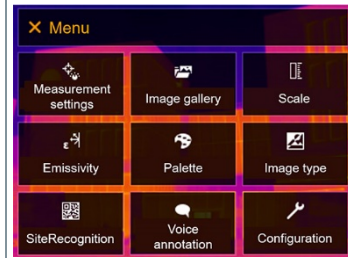 × Menu
Measurement
settings
Image gallery
Scale
ε
Emissivity
Palette
Image type
SiteRecognition
Voice
annotation
Configuration